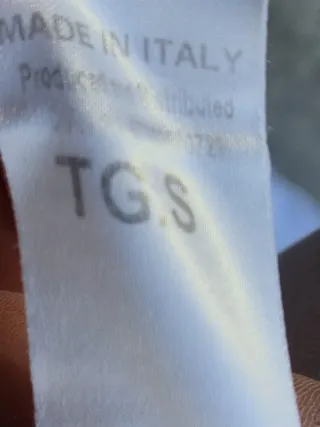 MADE IN ITALY
Produced distributed
TG.S